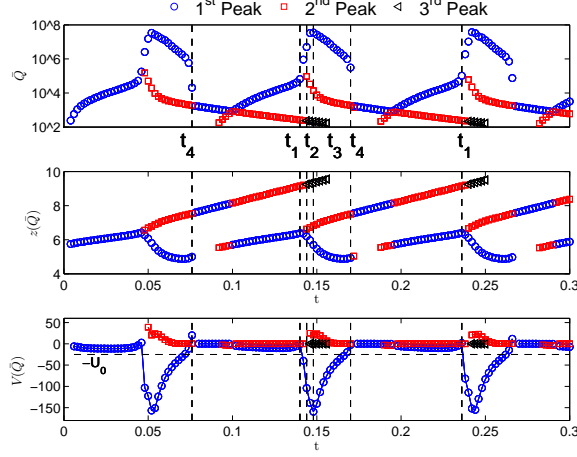 1st Peak 2nd Peak 3rd Peak
10^8
10^6
10^4
10^2
Q̄
t4 t1 t2 t3 t4 t1
10
8
6
4
z(Q̄)
0 0.05 0.1 0.15 0.2 0.25 0.3
t
50
0
−50
−100
−150
V(Q̄)
−U0
0 0.05 0.1 0.15 0.2 0.25 0.3
t